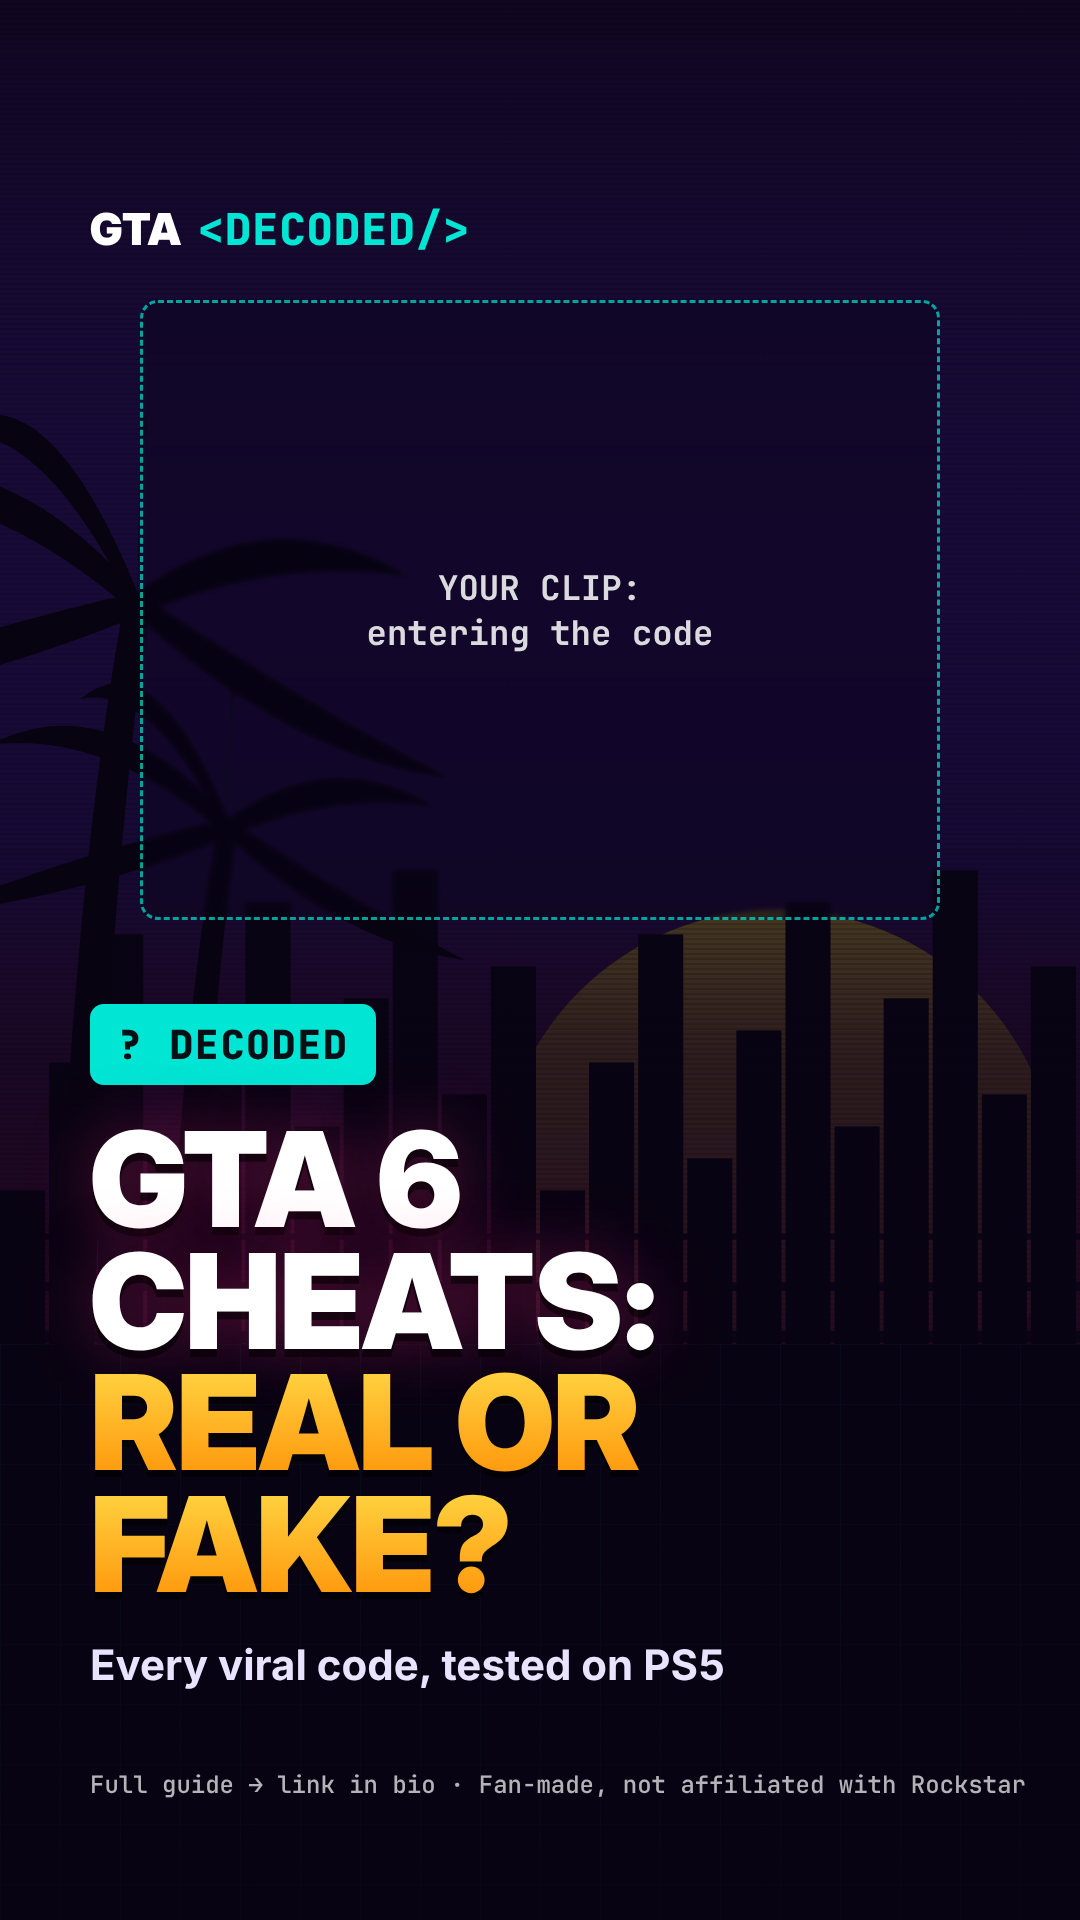 GTA <DECODED/>
YOUR CLIP:
entering the code
? DECODED
GTA 6
CHEATS:
REAL OR
FAKE?
Every viral code, tested on PS5
Full guide → link in bio · Fan-made, not affiliated with Rockstar